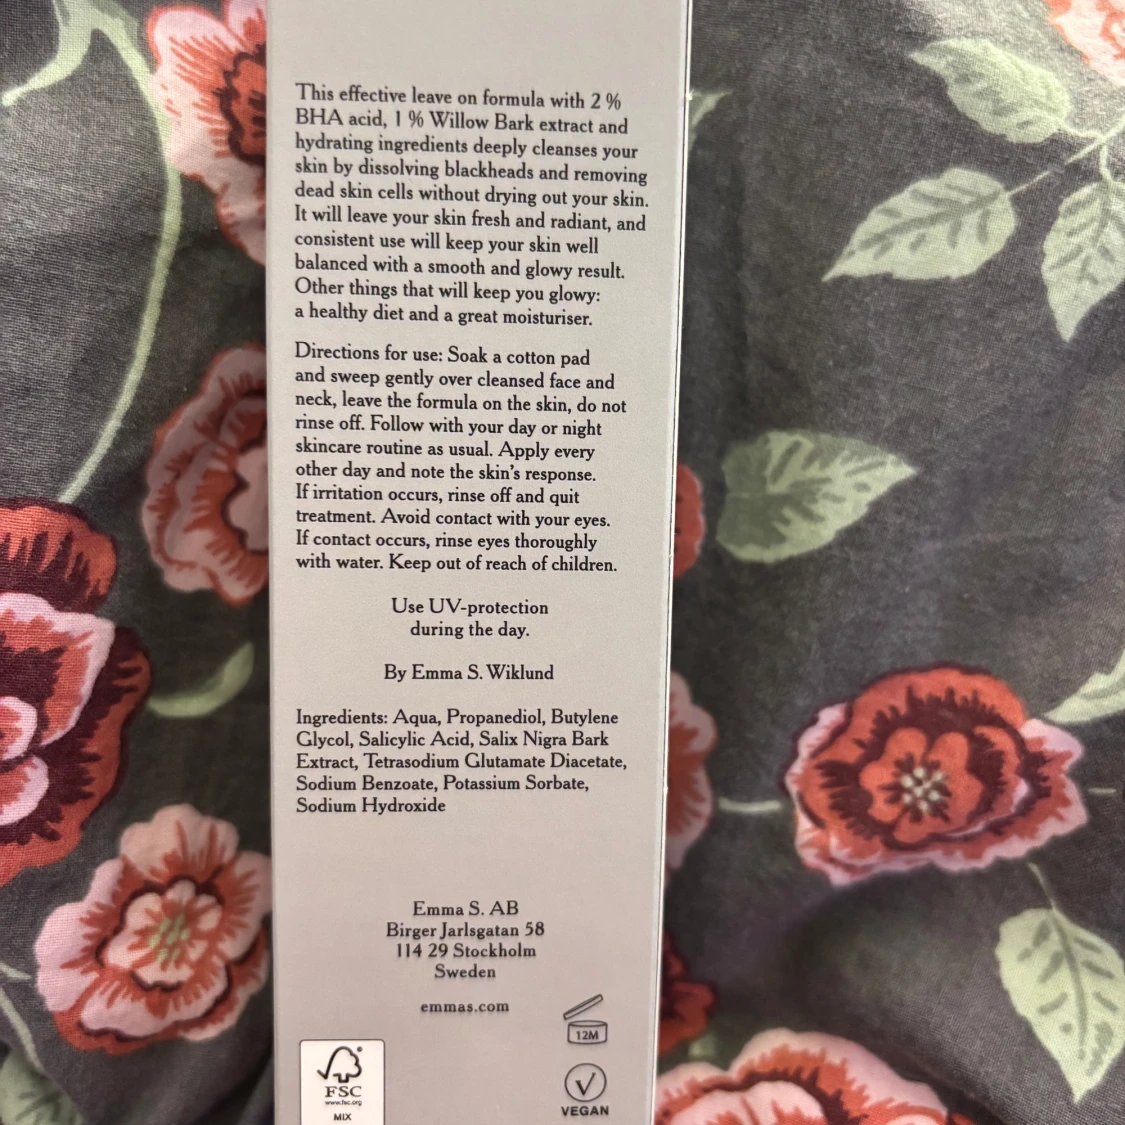 This effective leave on formula with 2 %
BHA acid, 1 % Willow Bark extract and
hydrating ingredients deeply cleanses your
skin by dissolving blackheads and removing
dead skin cells without drying out your skin.
It will leave your skin fresh and radiant, and
consistent use will keep your skin well
balanced with a smooth and glowy result.
Other things that will keep you glowy:
a healthy diet and a great moisturiser.
Directions for use: Soak a cotton pad
and sweep gently over cleansed face and
neck, leave the formula on the skin, do not
rinse off. Follow with your day or night
skincare routine as usual. Apply every
other day and note the skin's response.
If irritation occurs, rinse off and quit
treatment. Avoid contact with your eyes.
If contact occurs, rinse eyes thoroughly
with water. Keep out of reach of children.
Use UV-protection
during the day.
By Emma S. Wiklund
Ingredients: Aqua, Propanediol, Butylene
Glycol, Salicylic Acid, Salix Nigra Bark
Extract, Tetrasodium Glutamate Diacetate,
Sodium Benzoate, Potassium Sorbate,
Sodium Hydroxide
Emma S. AB
Birger Jarlsgatan 58
114 29 Stockholm
Sweden
emmas.com
12M
FSC
www.fsc.org
MIX
VEGAN